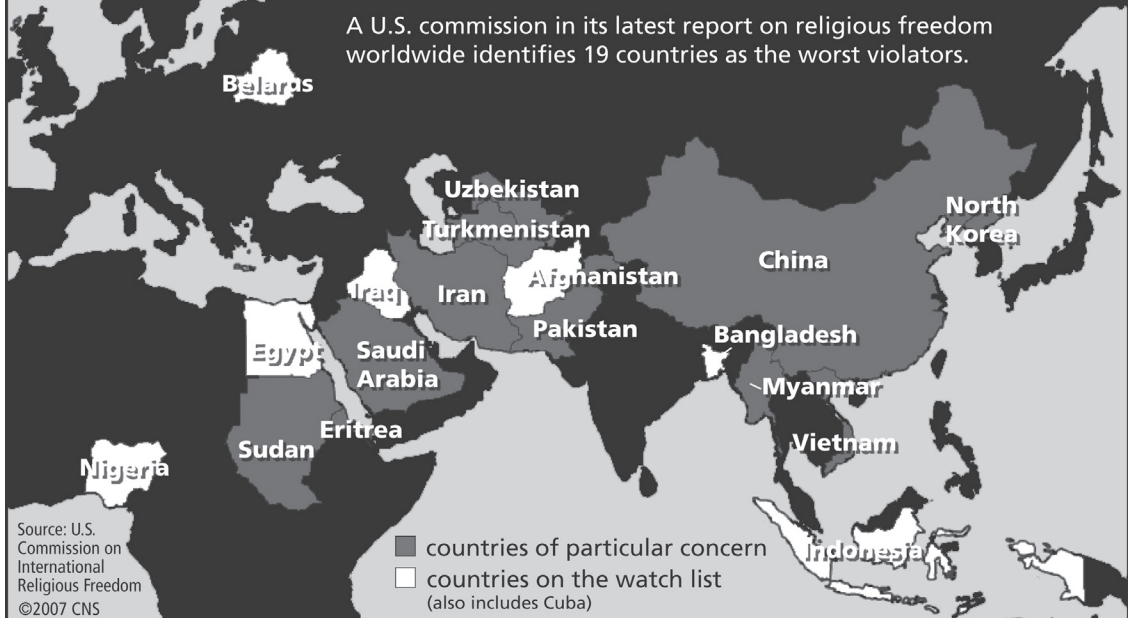 A U.S. commission in its latest report on religious freedom
worldwide identifies 19 countries as the worst violators.
Belarus
Uzbekistan
Turkmenistan
North
Korea
China
Afghanistan
Iraq
Iran
Pakistan
Bangladesh
Egypt
Saudi
Arabia
Myanmar
Eritrea
Sudan
Vietnam
Nigeria
Indonesia
Source: U.S.
Commission on
International
Religious Freedom
©2007 CNS
countries of particular concern
countries on the watch list
(also includes Cuba)